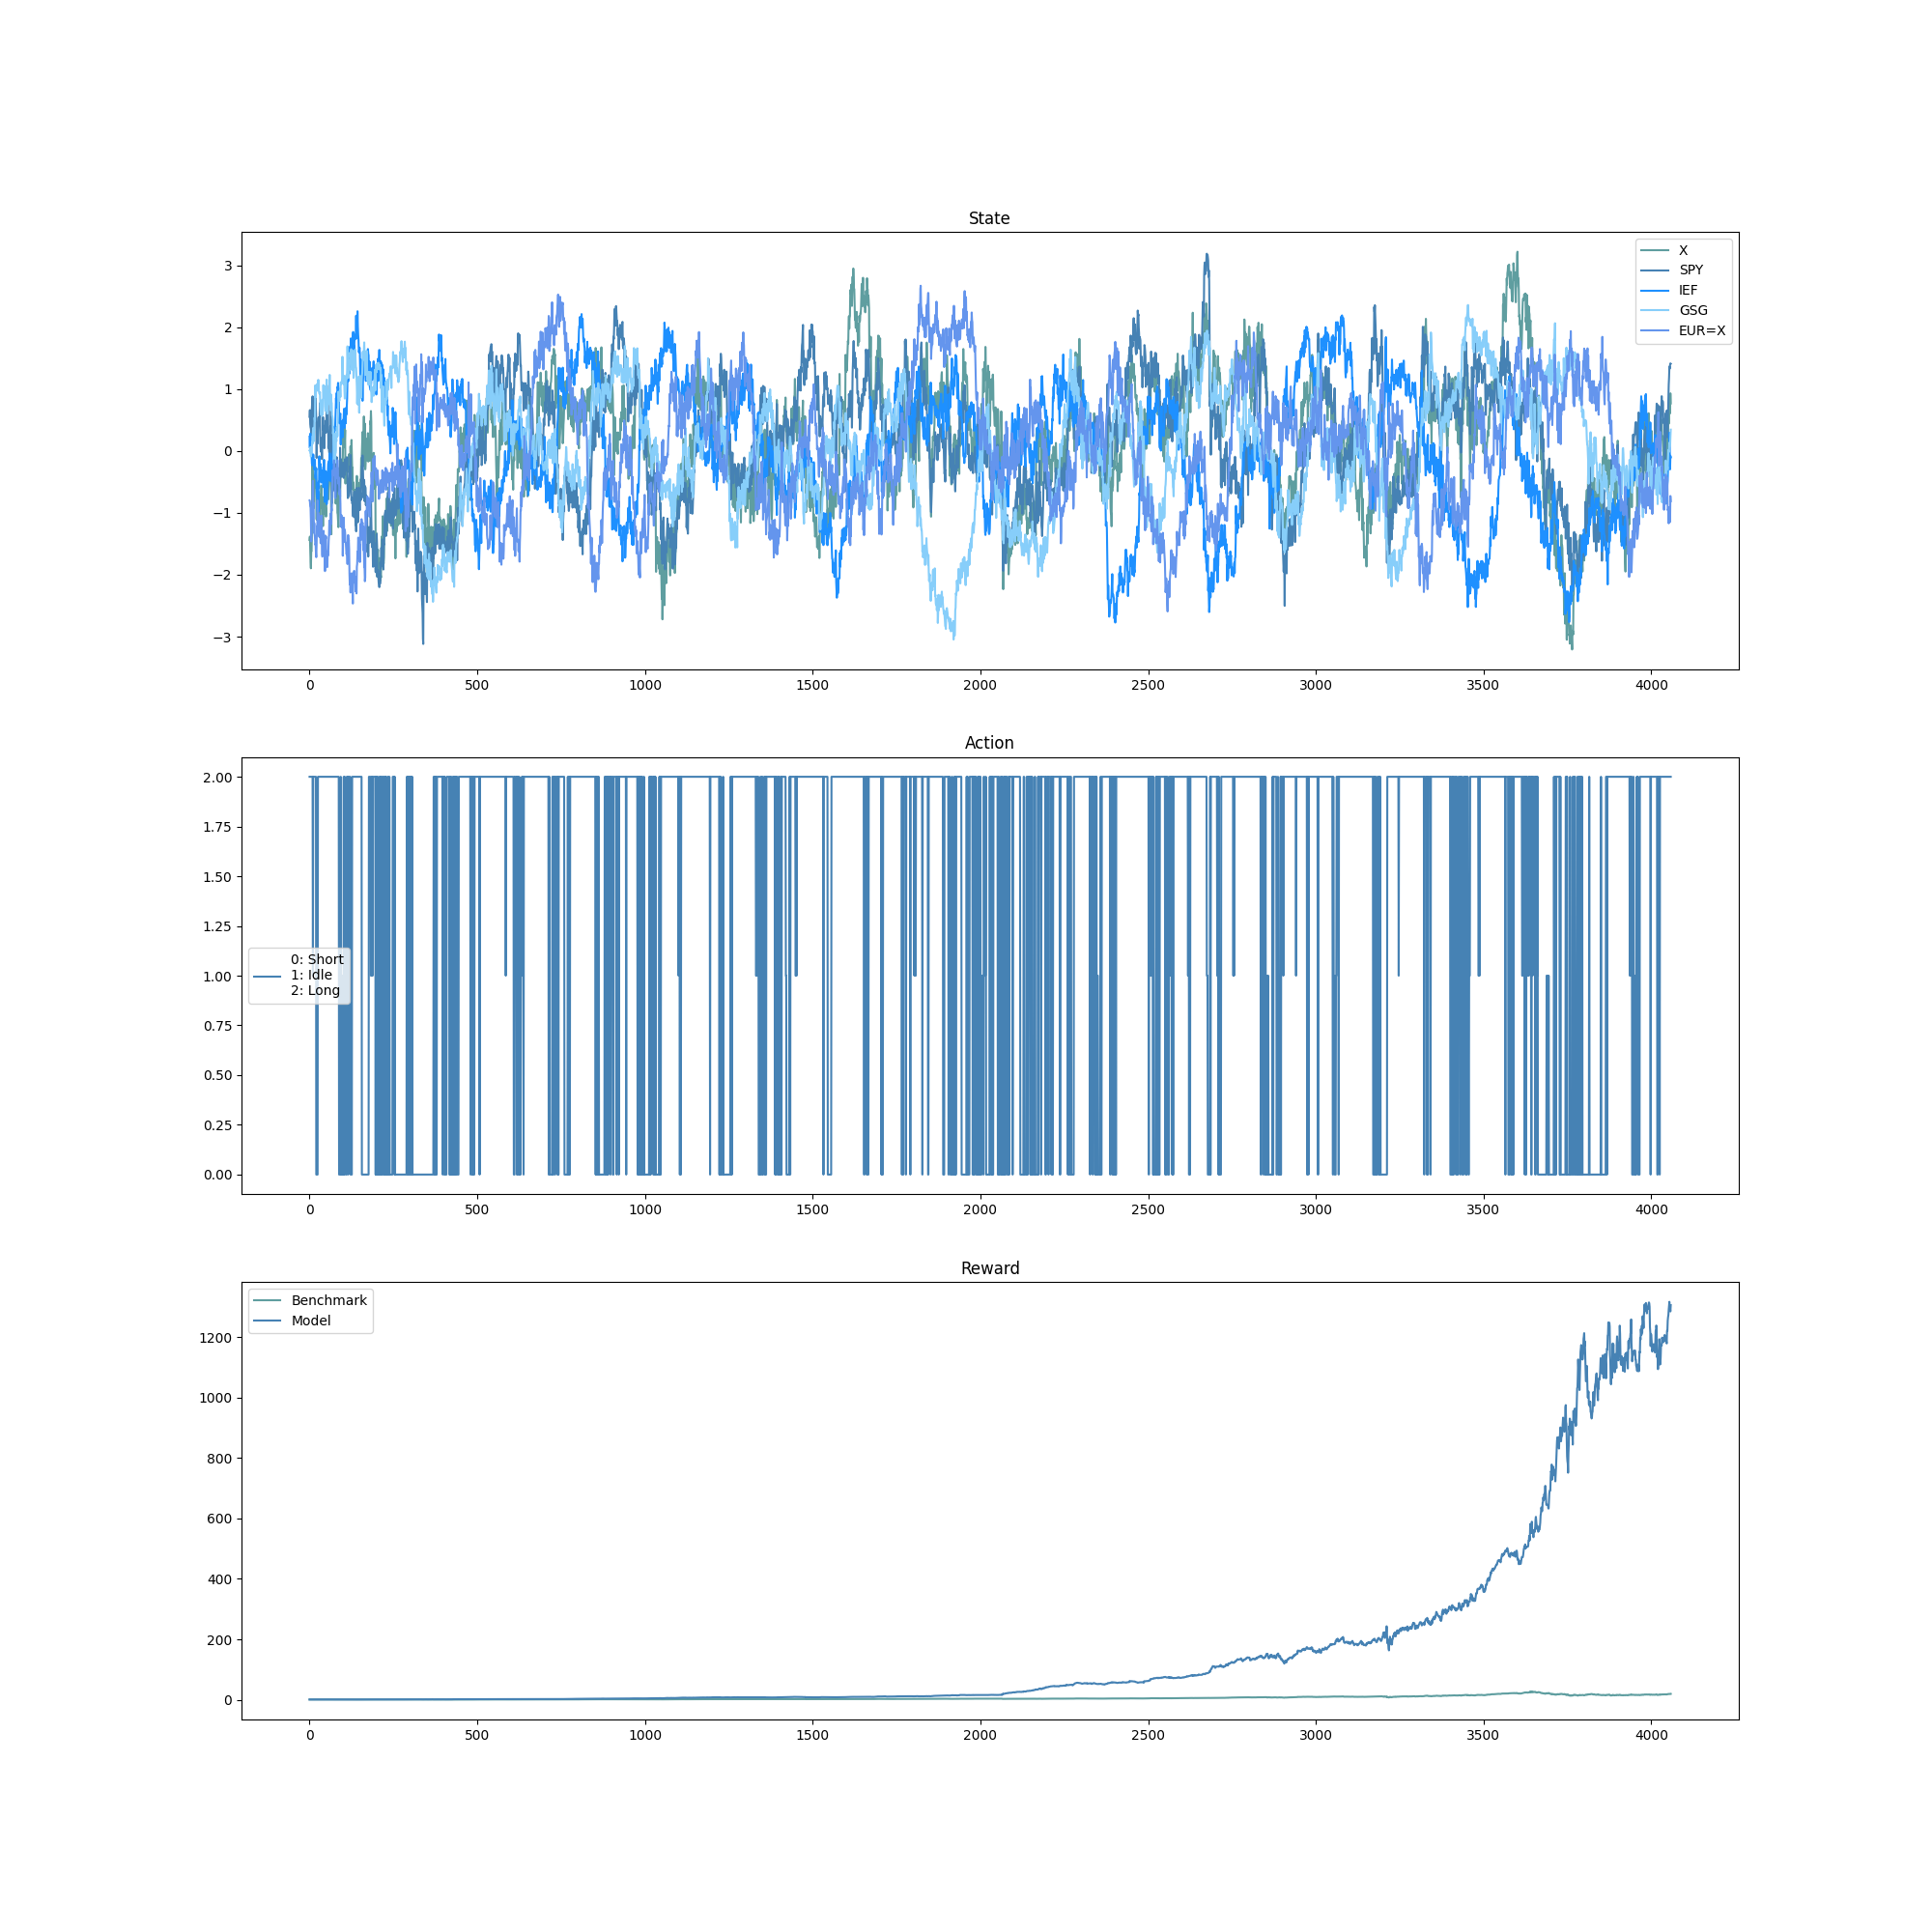 State
3
2
1
0
−1
−2
−3
X
SPY
IEF
GSG
EUR=X
0 500 1000 1500 2000 2500 3000 3500 4000
Action
2.00
1.75
1.50
1.25
1.00
0.75
0.50
0.25
0.00
0: Short
1: Idle
2: Long
0 500 1000 1500 2000 2500 3000 3500 4000
Reward
Benchmark
Model
1200
1000
800
600
400
200
0
0 500 1000 1500 2000 2500 3000 3500 4000